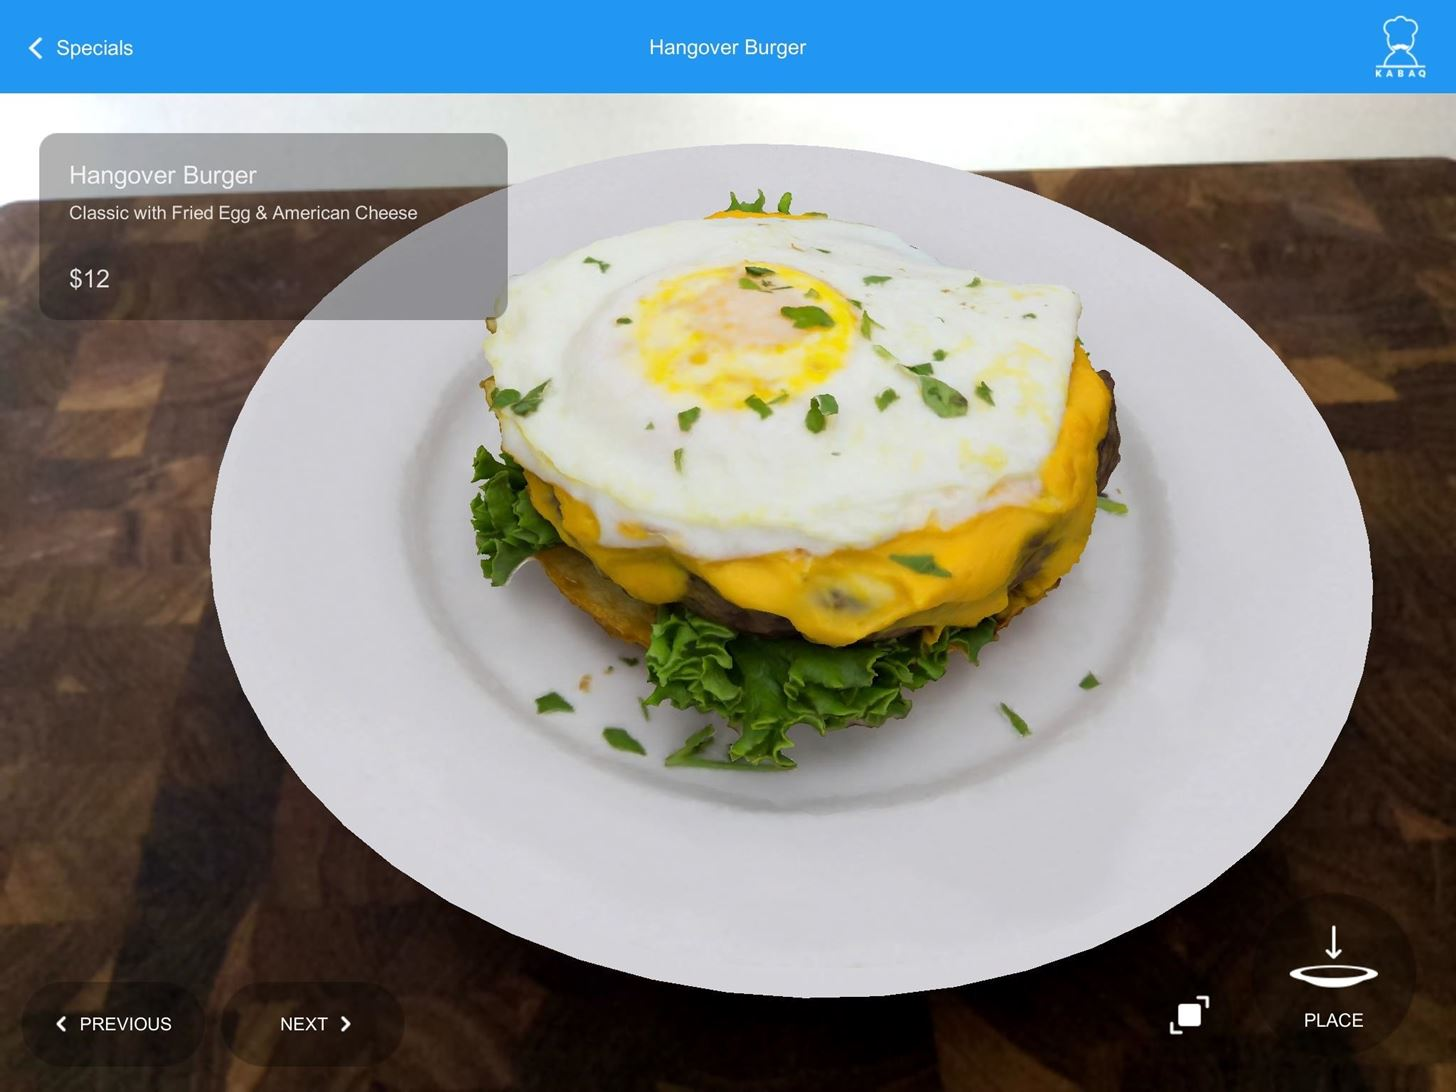 Specials
Hangover Burger
KABAQ
Hangover Burger
Classic with Fried Egg & American Cheese
$12
PREVIOUS
NEXT
PLACE